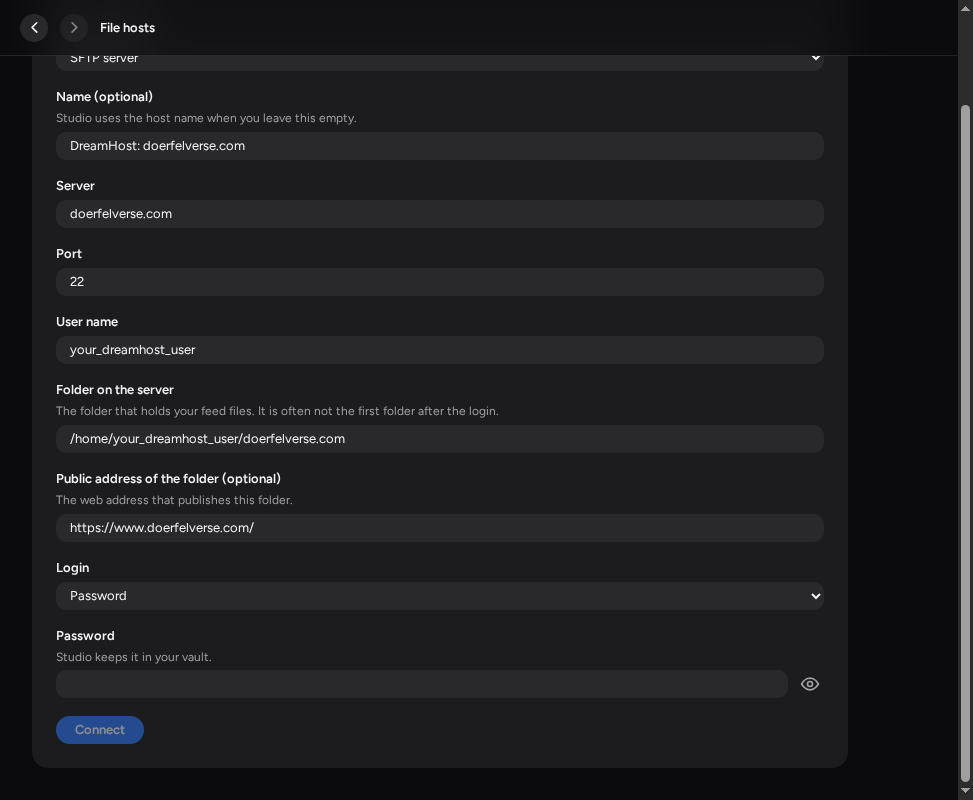 File hosts
SFTP server
Name (optional)
Studio uses the host name when you leave this empty.
DreamHost: doerfelverse.com
Server
doerfelverse.com
Port
22
User name
your_dreamhost_user
Folder on the server
The folder that holds your feed files. It is often not the first folder after the login.
/home/your_dreamhost_user/doerfelverse.com
Public address of the folder (optional)
The web address that publishes this folder.
https://www.doerfelverse.com/
Login
Password
Password
Studio keeps it in your vault.
Connect